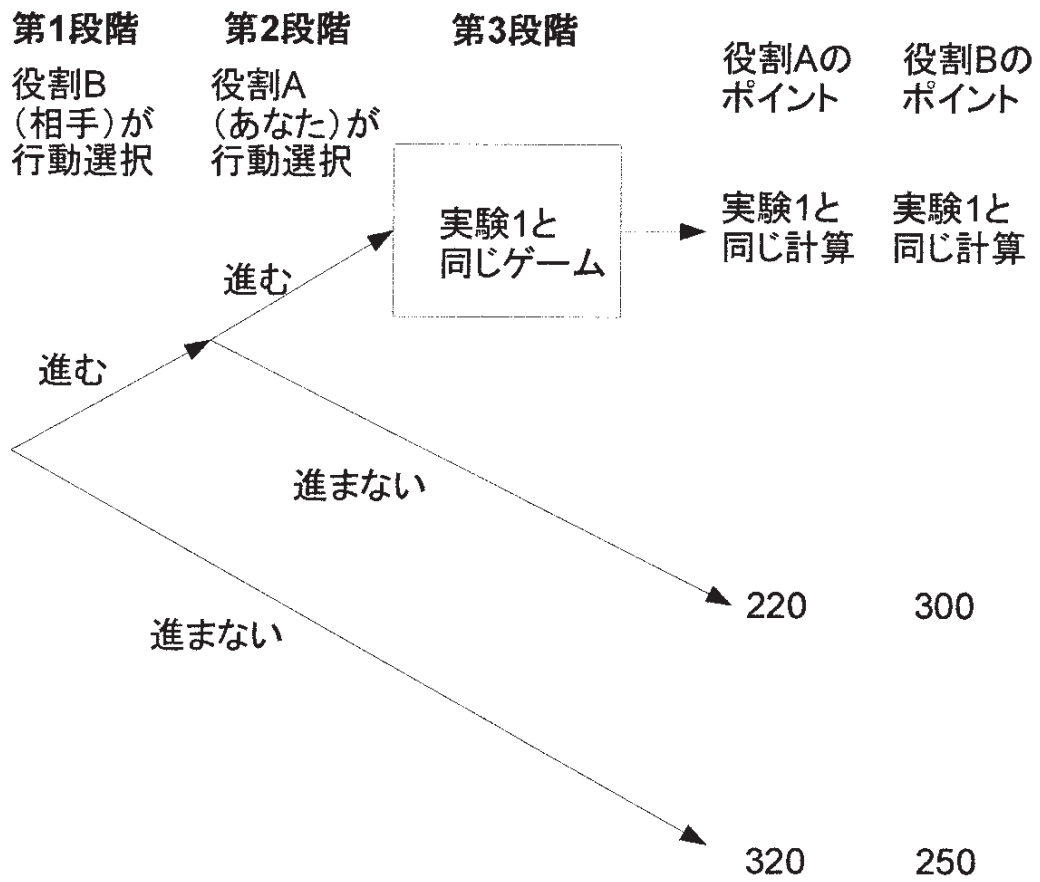 第1段階
第2段階
第3段階
役割B
（相手）が
行動選択
役割A
（あなた）が
行動選択
役割Aの
ポイント
役割Bの
ポイント
実験1と
同じゲーム
実験1と
同じ計算
実験1と
同じ計算
進む
進む
進まない
220
300
進まない
320
250